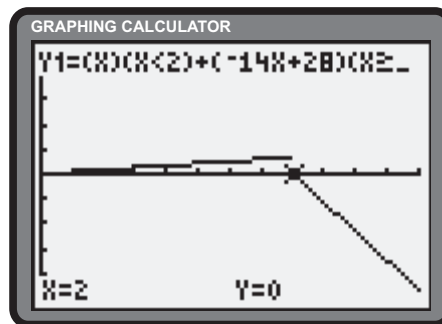 GRAPHING CALCULATOR
Y1=(X)(X<2)+(⁻14X+28)(X≥_
X=2 Y=0